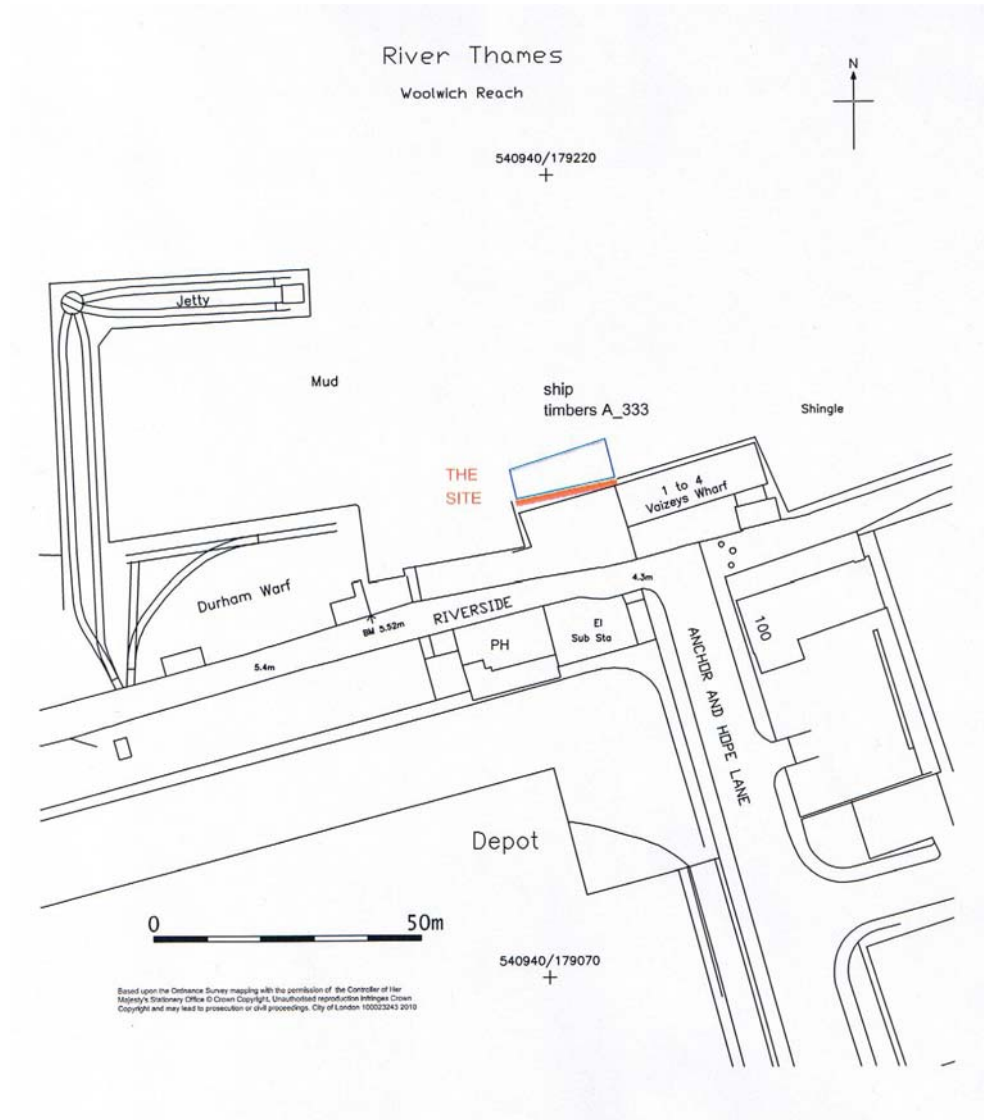 River Thames
Woolwich Reach
N
540940/179220
Jetty
Mud
ship
timbers A_333
Shingle
THE
SITE
1 to 4
Vaizeys Wharf
Durham Warf
BM 5.52m
RIVERSIDE
4.3m
El
Sub Sta
PH
5.4m
100
ANCHOR AND HOPE LANE
Depot
0 50m
540940/179070
Based upon the Ordnance Survey mapping with the permission of the Controller of Her
Majesty's Stationery Office © Crown Copyright. Unauthorised reproduction infringes Crown
Copyright and may lead to prosecution or civil proceedings. City of London 100023243 2010